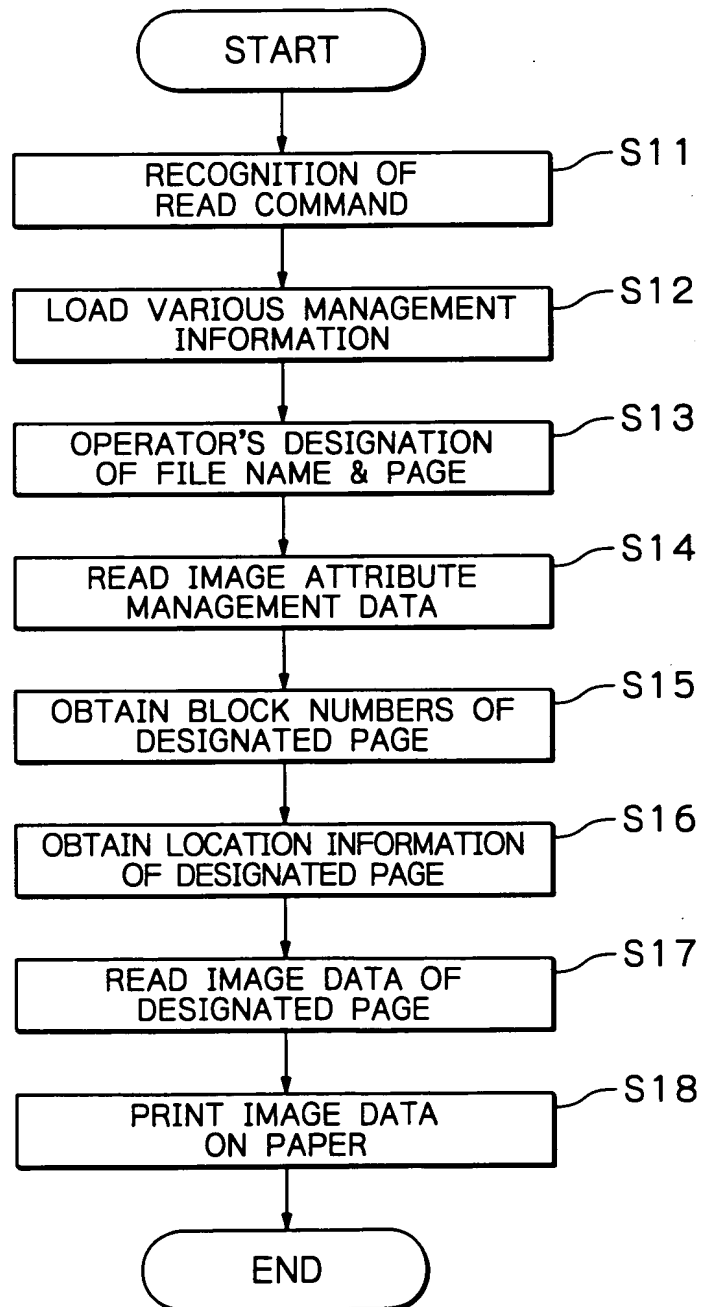 START
S11
RECOGNITION OF
READ COMMAND
S12
LOAD VARIOUS MANAGEMENT
INFORMATION
S13
OPERATOR'S DESIGNATION
OF FILE NAME & PAGE
S14
READ IMAGE ATTRIBUTE
MANAGEMENT DATA
S15
OBTAIN BLOCK NUMBERS OF
DESIGNATED PAGE
S16
OBTAIN LOCATION INFORMATION
OF DESIGNATED PAGE
S17
READ IMAGE DATA OF
DESIGNATED PAGE
S18
PRINT IMAGE DATA
ON PAPER
END